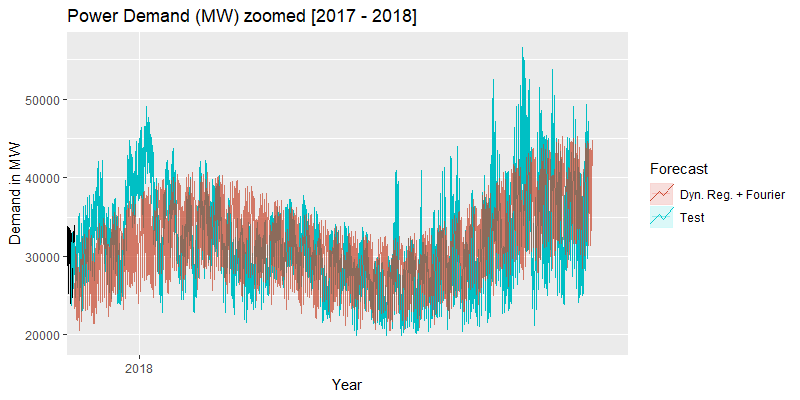 Power Demand (MW) zoomed [2017 - 2018]
50000
40000
30000
20000
Demand in MW
2018
Year
Forecast
Dyn. Reg. + Fourier
Test